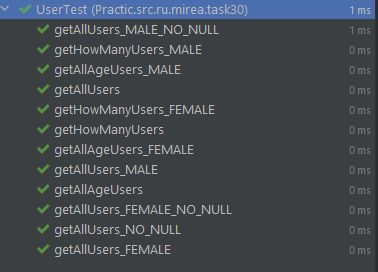 UserTest (Practic.src.ru.mirea.task30) 1 ms
getAllUsers_MALE_NO_NULL 1 ms
getHowManyUsers_MALE 0 ms
getAllAgeUsers_MALE 0 ms
getAllUsers 0 ms
getHowManyUsers_FEMALE 0 ms
getHowManyUsers 0 ms
getAllAgeUsers_FEMALE 0 ms
getAllUsers_MALE 0 ms
getAllAgeUsers 0 ms
getAllUsers_FEMALE_NO_NULL 0 ms
getAllUsers_NO_NULL 0 ms
getAllUsers_FEMALE 0 ms